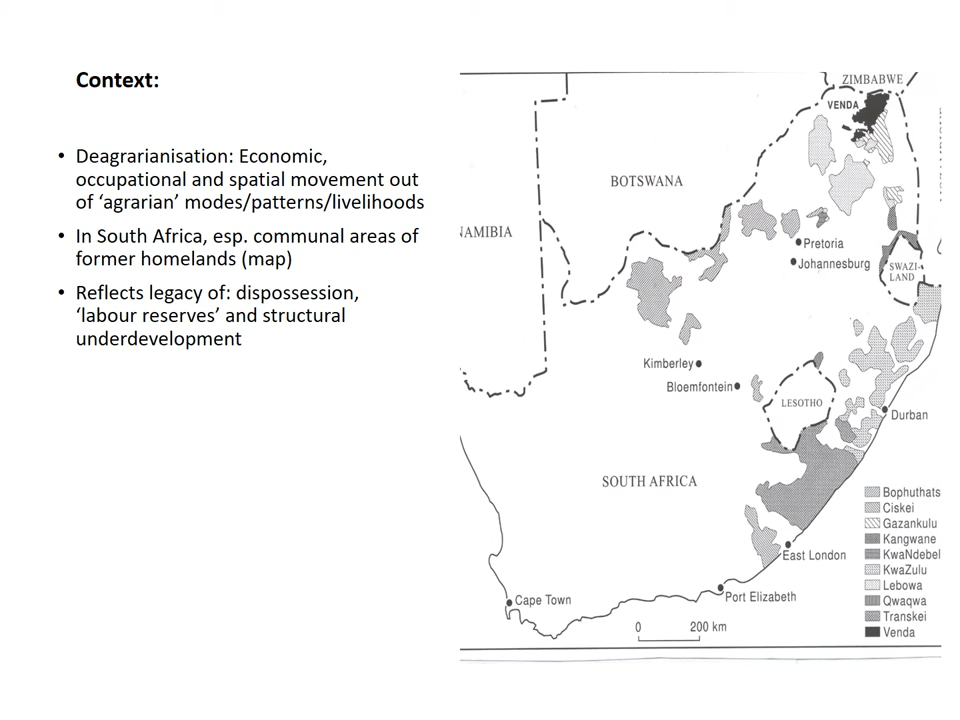 Context:
• Deagrarianisation: Economic,
occupational and spatial movement out
of ‘agrarian’ modes/patterns/livelihoods
• In South Africa, esp. communal areas of
former homelands (map)
• Reflects legacy of: dispossession,
‘labour reserves’ and structural
underdevelopment
ZIMBABWE
VENDA
BOTSWANA
NAMIBIA
Pretoria
Johannesburg
SWAZI-
LAND
Kimberley
Bloemfontein
LESOTHO
Durban
SOUTH AFRICA
East London
Port Elizabeth
Cape Town
0 200 km
Bophuthats
Ciskei
Gazankulu
Kangwane
KwaNdebel
KwaZulu
Lebowa
Qwaqwa
Transkei
Venda